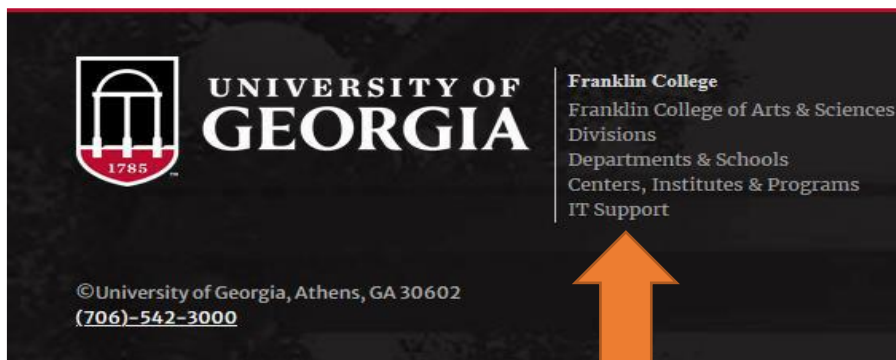 1785
UNIVERSITY OF
GEORGIA
Franklin College
Franklin College of Arts & Sciences
Divisions
Departments & Schools
Centers, Institutes & Programs
IT Support
©University of Georgia, Athens, GA 30602
(706)-542-3000